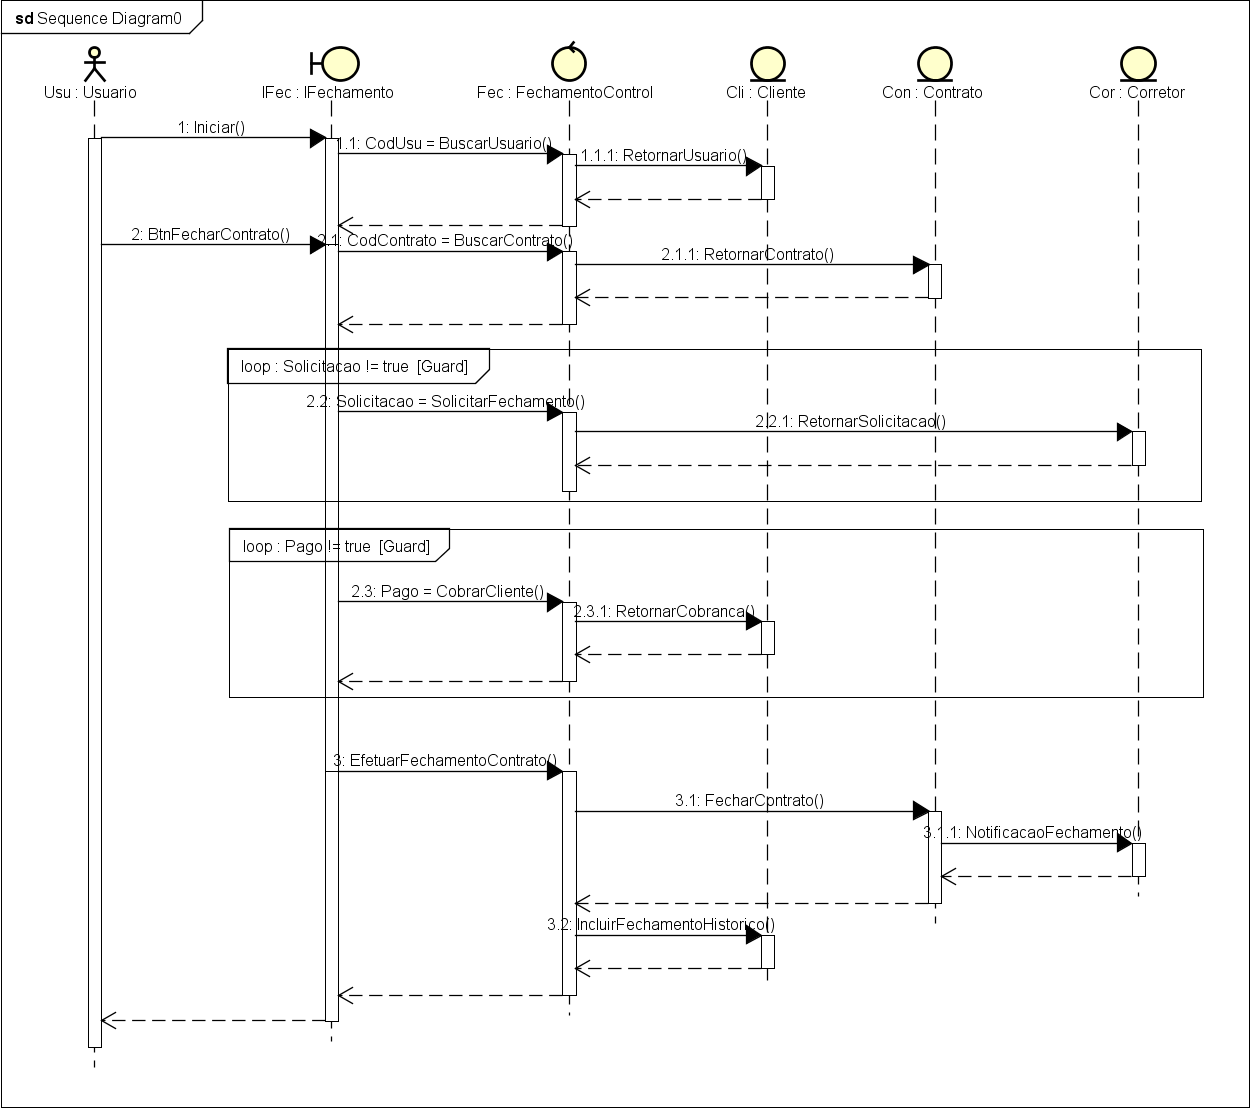 sd Sequence Diagram0
Usu : Usuario
IFec : IFechamento
Fec : FechamentoControl
Cli : Cliente
Con : Contrato
Cor : Corretor
1: Iniciar()
1.1: CodUsu = BuscarUsuario()
1.1.1: RetornarUsuario()
2: BtnFecharContrato()
2.1: CodContrato = BuscarContrato()
2.1.1: RetornarContrato()
loop : Solicitacao != true [Guard]
2.2: Solicitacao = SolicitarFechamento()
2.2.1: RetornarSolicitacao()
loop : Pago != true [Guard]
2.3: Pago = CobrarCliente()
2.3.1: RetornarCobranca()
3: EfetuarFechamentoContrato()
3.1: FecharContrato()
3.1.1: NotificacaoFechamento()
3.2: IncluirFechamentoHistorico()